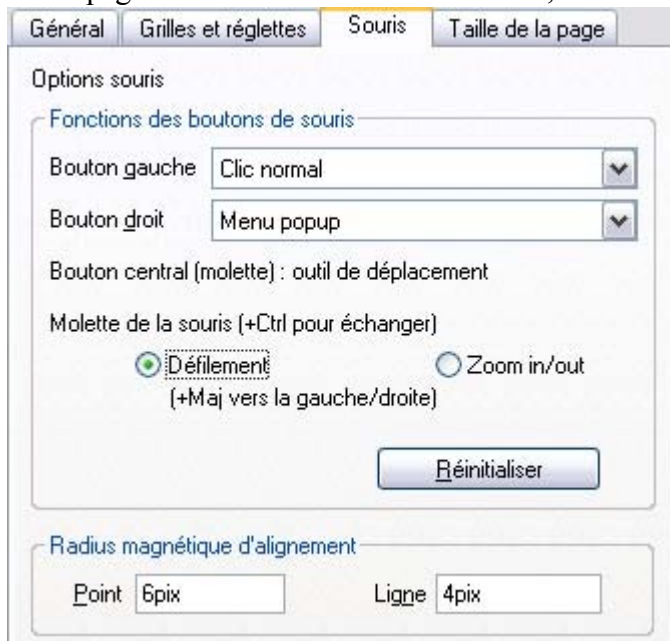 Général Grilles et réglettes Souris Taille de la page
Options souris
Fonctions des boutons de souris
Bouton gauche Clic normal
Bouton droit Menu popup
Bouton central (molette) : outil de déplacement
Molette de la souris (+Ctrl pour échanger)
Défilement Zoom in/out
(+Maj vers la gauche/droite)
Réinitialiser
Radius magnétique d'alignement
Point 6pix Ligne 4pix